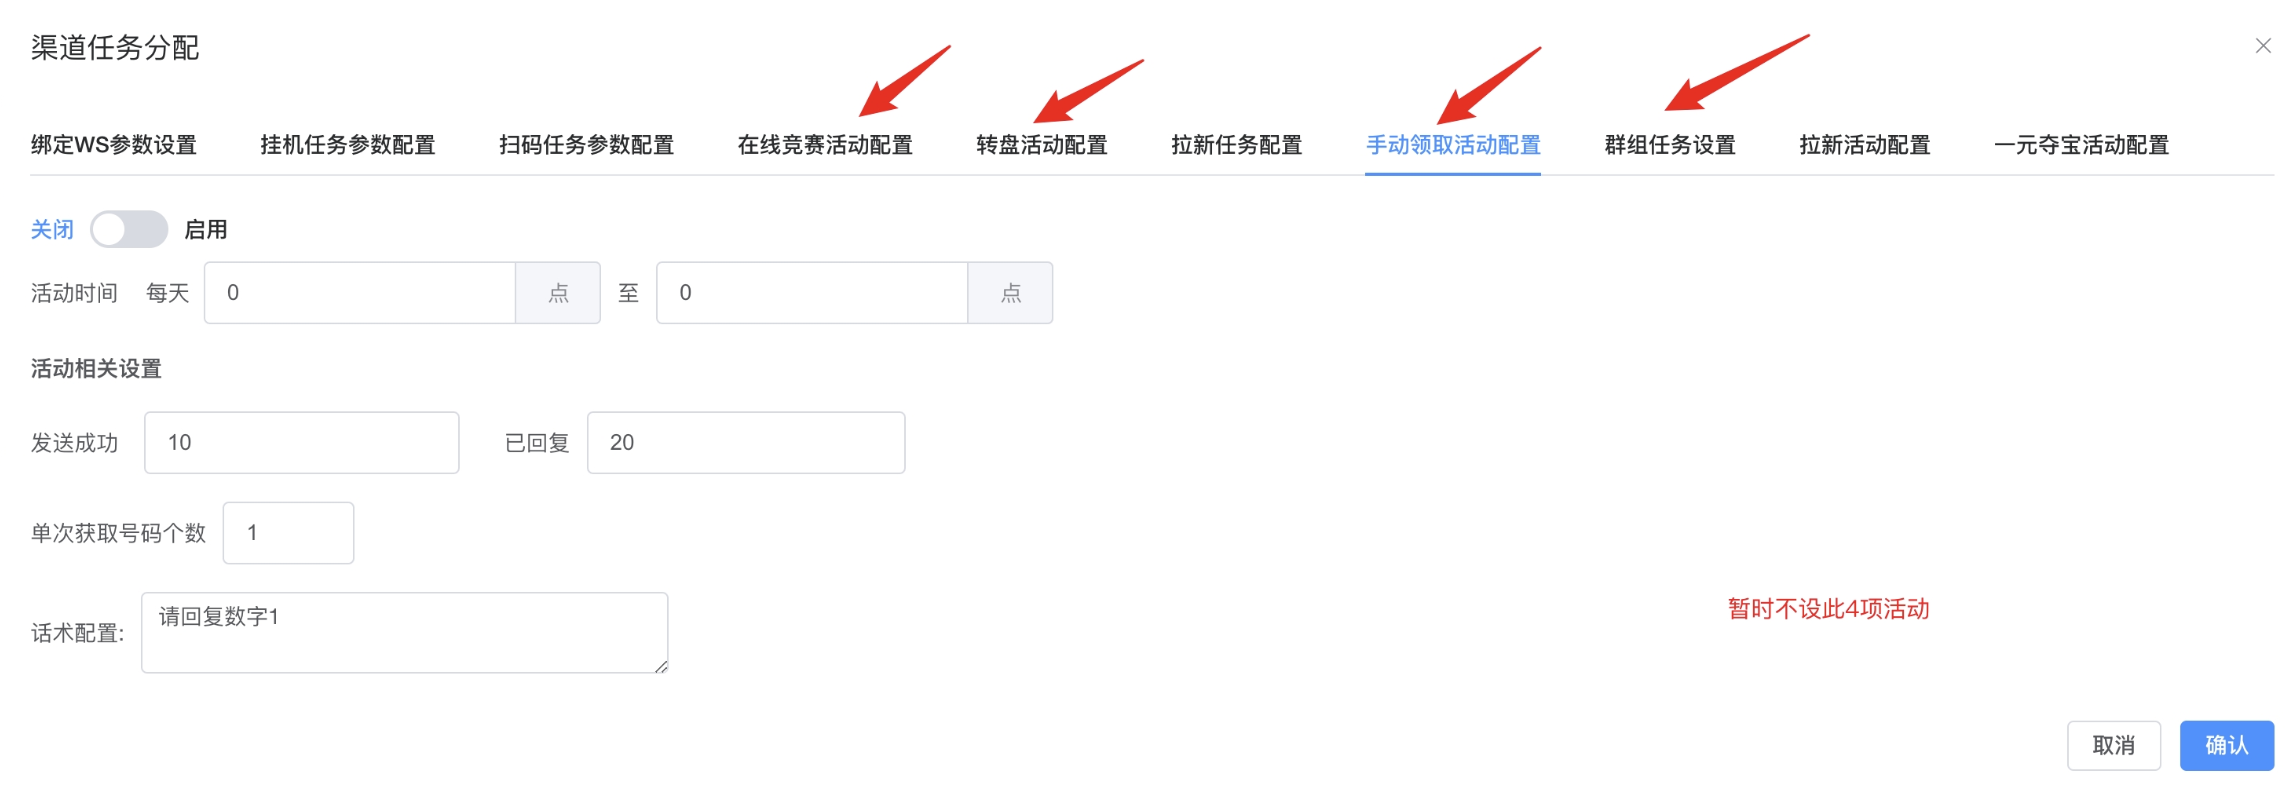 渠道任务分配
绑定WS参数设置 挂机任务参数配置 扫码任务参数配置 在线竞赛活动配置 转盘活动配置 拉新任务配置 手动领取活动配置 群组任务设置 拉新活动配置 一元夺宝活动配置
关闭 启用
活动时间 每天 0 点 至 0 点
活动相关设置
发送成功 10 已回复 20
单次获取号码个数 1
话术配置: 请回复数字1
暂时不设此4项活动
取消 确认